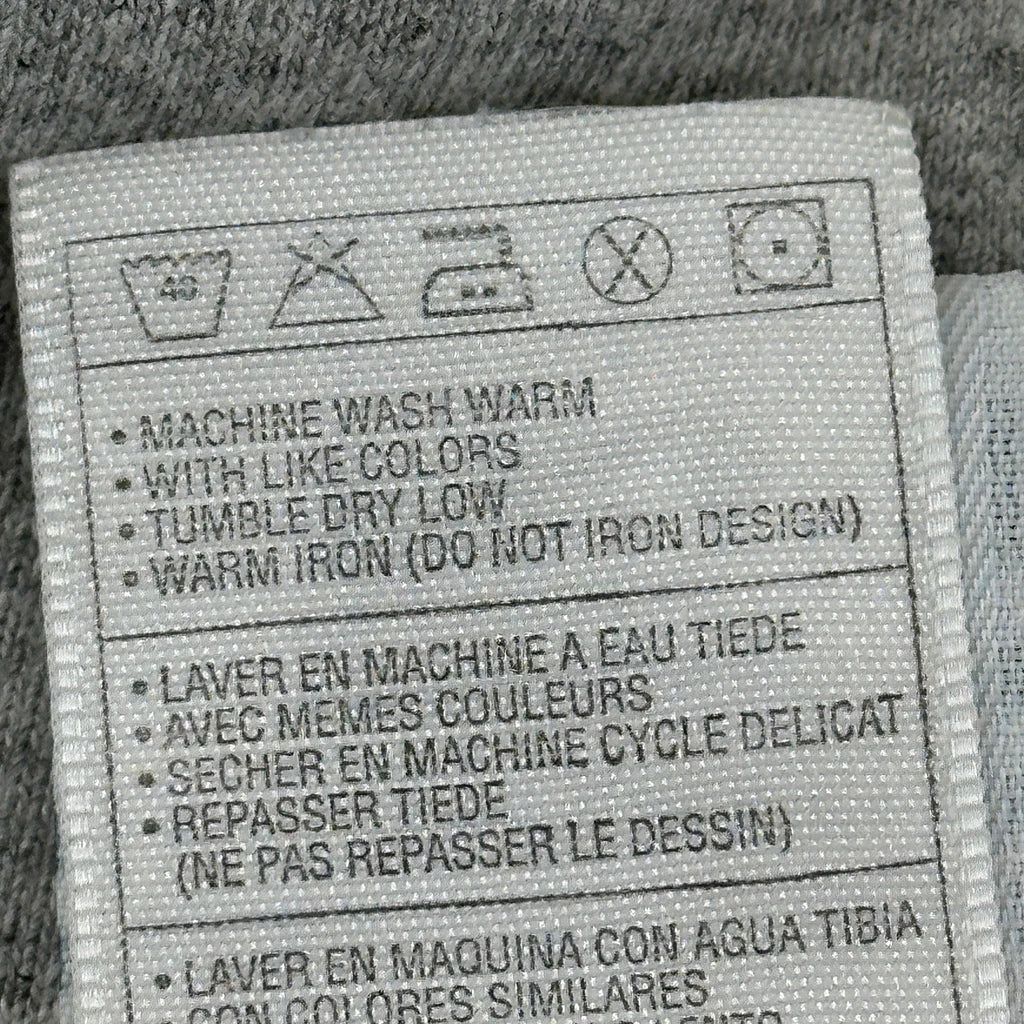 40
• MACHINE WASH WARM
• WITH LIKE COLORS
• TUMBLE DRY LOW
• WARM IRON (DO NOT IRON DESIGN)
• LAVER EN MACHINE A EAU TIEDE
• AVEC MEMES COULEURS
• SECHER EN MACHINE CYCLE DELICAT
• REPASSER TIEDE
(NE PAS REPASSER LE DESSIN)
• LAVER EN MAQUINA CON AGUA TIBIA
CON COLORES SIMILARES